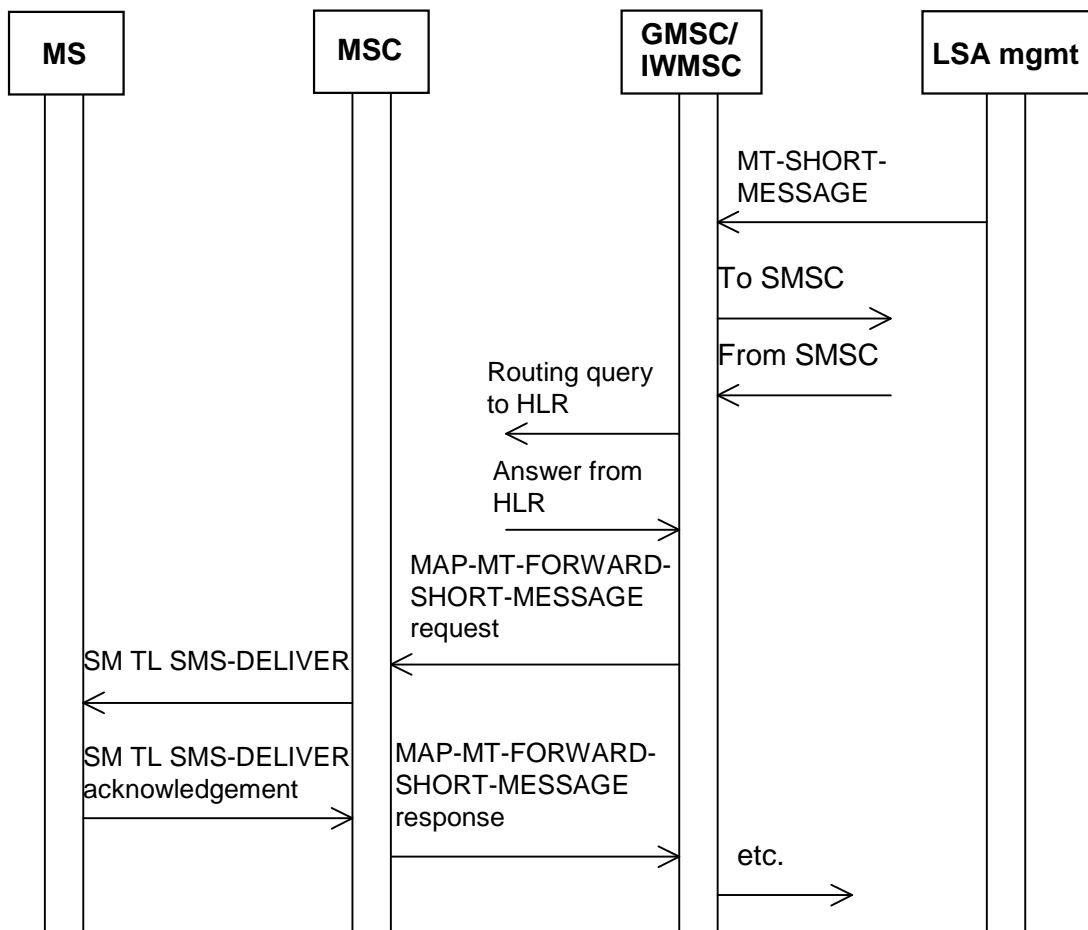 MS
MSC
GMSC/
IWMSC
LSA mgmt
MT-SHORT-
MESSAGE
To SMSC
From SMSC
Routing query
to HLR
Answer from
HLR
MAP-MT-FORWARD-
SHORT-MESSAGE
request
SM TL SMS-DELIVER
SM TL SMS-DELIVER
acknowledgement
MAP-MT-FORWARD-
SHORT-MESSAGE
response
etc.